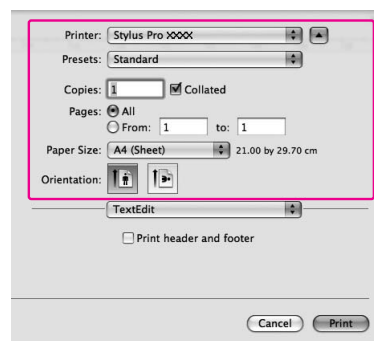 Printer: Stylus Pro XXXX
Presets: Standard
Copies: 1 Collated
Pages: All
From: 1 to: 1
Paper Size: A4 (Sheet) 21.00 by 29.70 cm
Orientation:
TextEdit
Print header and footer
Cancel Print